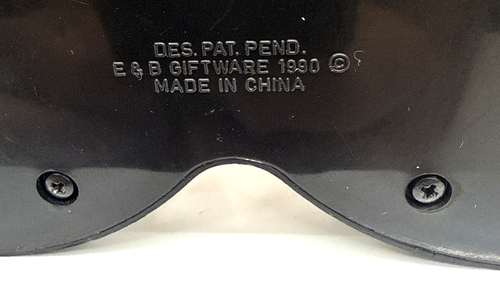 DES. PAT. PEND.
E & B GIFTWARE 1990 ©
MADE IN CHINA